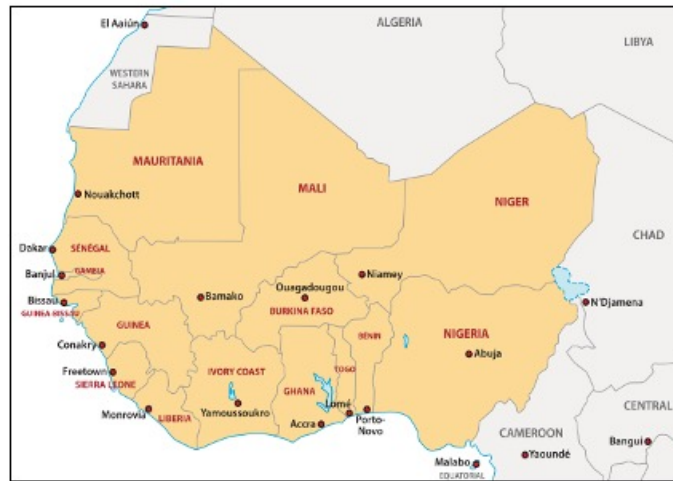 El Aaiún
ALGERIA
LIBYA
WESTERN
SAHARA
MAURITANIA
MALI
NIGER
Nouakchott
CHAD
Dakar
SÉNÉGAL
Banjul
GAMBIA
Niamey
Ouagadougou
Bissau
Bamako
N'Djamena
GUINEA BISSAU
GUINEA
BURKINA FASO
BÉNIN
NIGERIA
Conakry
Abuja
Freetown
IVORY COAST
TOGO
SIERRA LEONE
GHANA
Monrovia
LIBERIA
Yamoussoukro
Lomé
Porto-
Novo
Accra
CENTRAL
CAMEROON
Bangui
Yaoundé
Malabo
EQUATORIAL